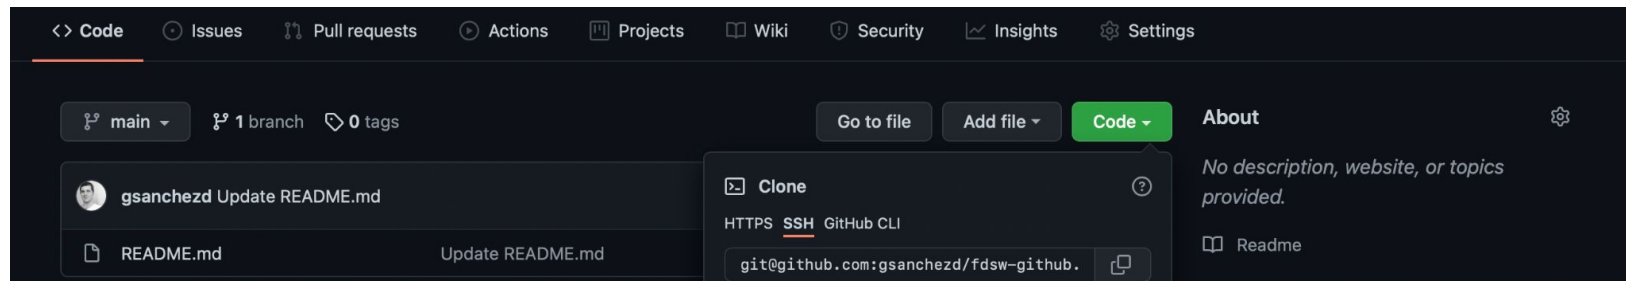 Code Issues Pull requests Actions Projects Wiki Security Insights Settings
main 1 branch 0 tags Go to file Add file Code
gsanchezd Update README.md
README.md Update README.md
Clone
HTTPS SSH GitHub CLI
git@github.com:gsanchezd/fdsw-github.
About
No description, website, or topics
provided.
Readme